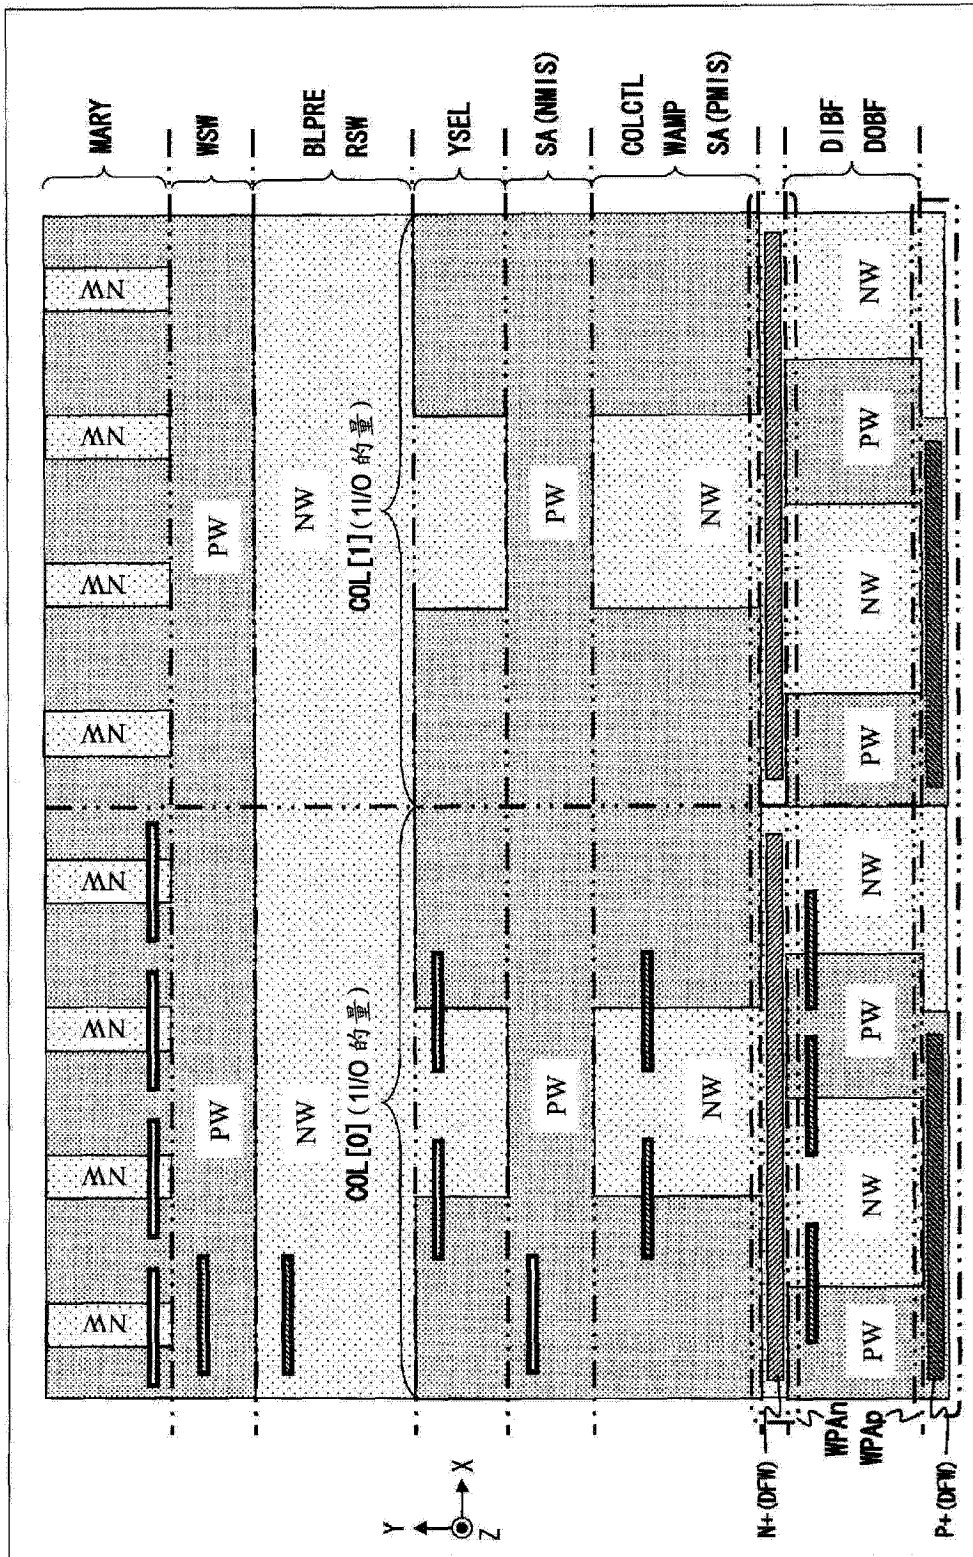 MARY
WSW
BLPRE
RSW
YSEL
SA(NMIS)
COLCTL
WAMP
SA(PMIS)
DIBF
DOBF
NW
NW
NW
NW
NW
NW
NW
NW
PW
PW
NW
NW
COL[0](1I/O的量)
COL[1](1I/O的量)
PW
PW
NW
NW
PW
NW
PW
NW
PW
NW
PW
NW
N+(DFW)
WPAn
WPAp
P+(DFW)
Y
X
Z